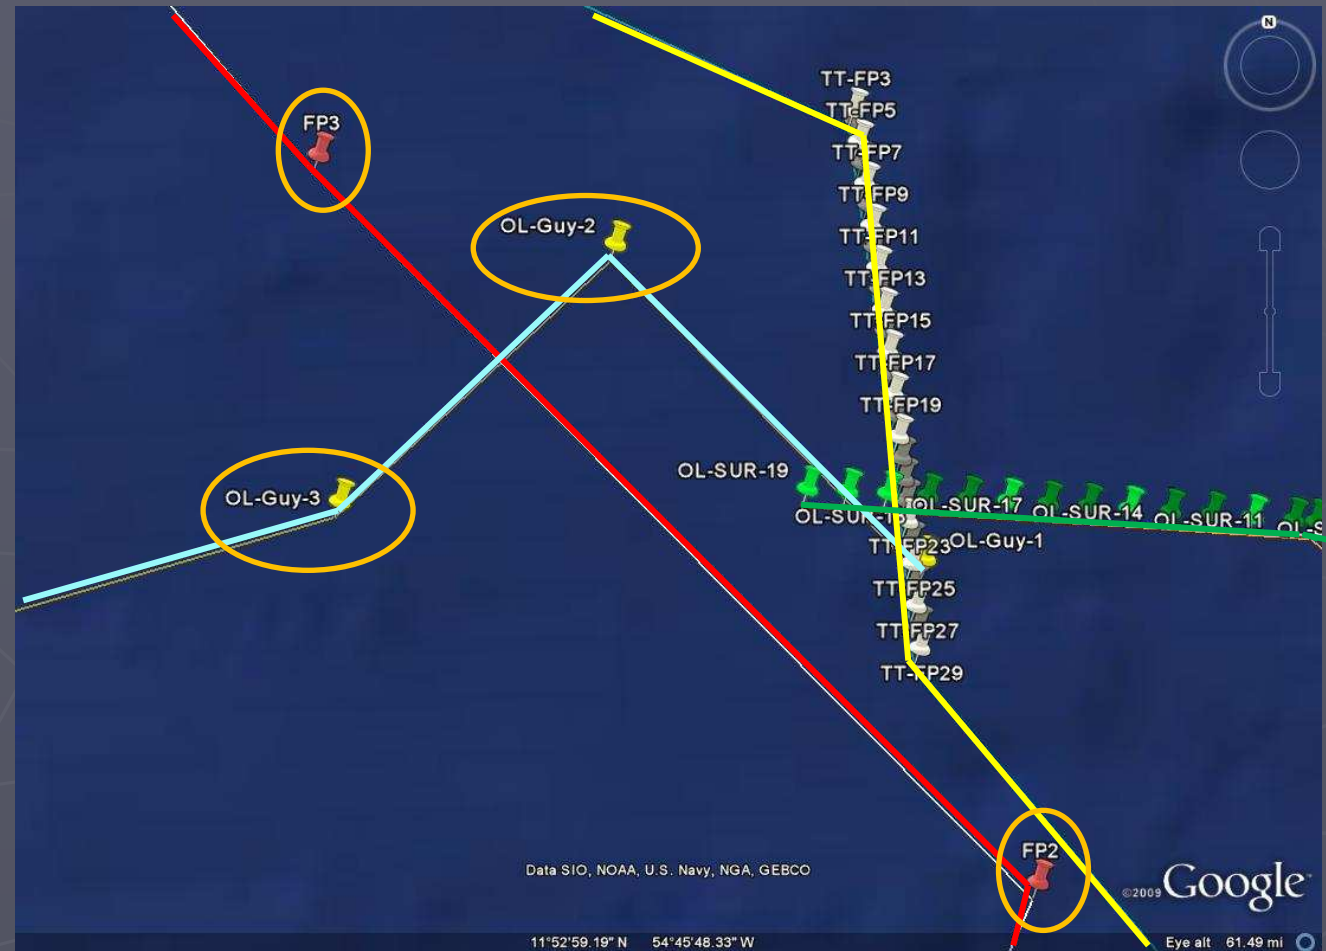 N
TT-FP3
FP3
TT-FP5
TT-FP7
TT-FP9
OL-Guy-2
TT-FP11
TT-FP13
TT-FP15
TT-FP17
TT-FP19
OL-SUR-19
OL-Guy-3
OL-SUR-17
OL-SUR-14
OL-SUR-11
TT-FP23
OL-Guy-1
TT-FP25
TT-FP27
TT-FP29
FP2
Data SIO, NOAA, U.S. Navy, NGA, GEBCO
©2009 Google
11°52'59.19" N 54°45'48.33" W
Eye alt 61.49 mi